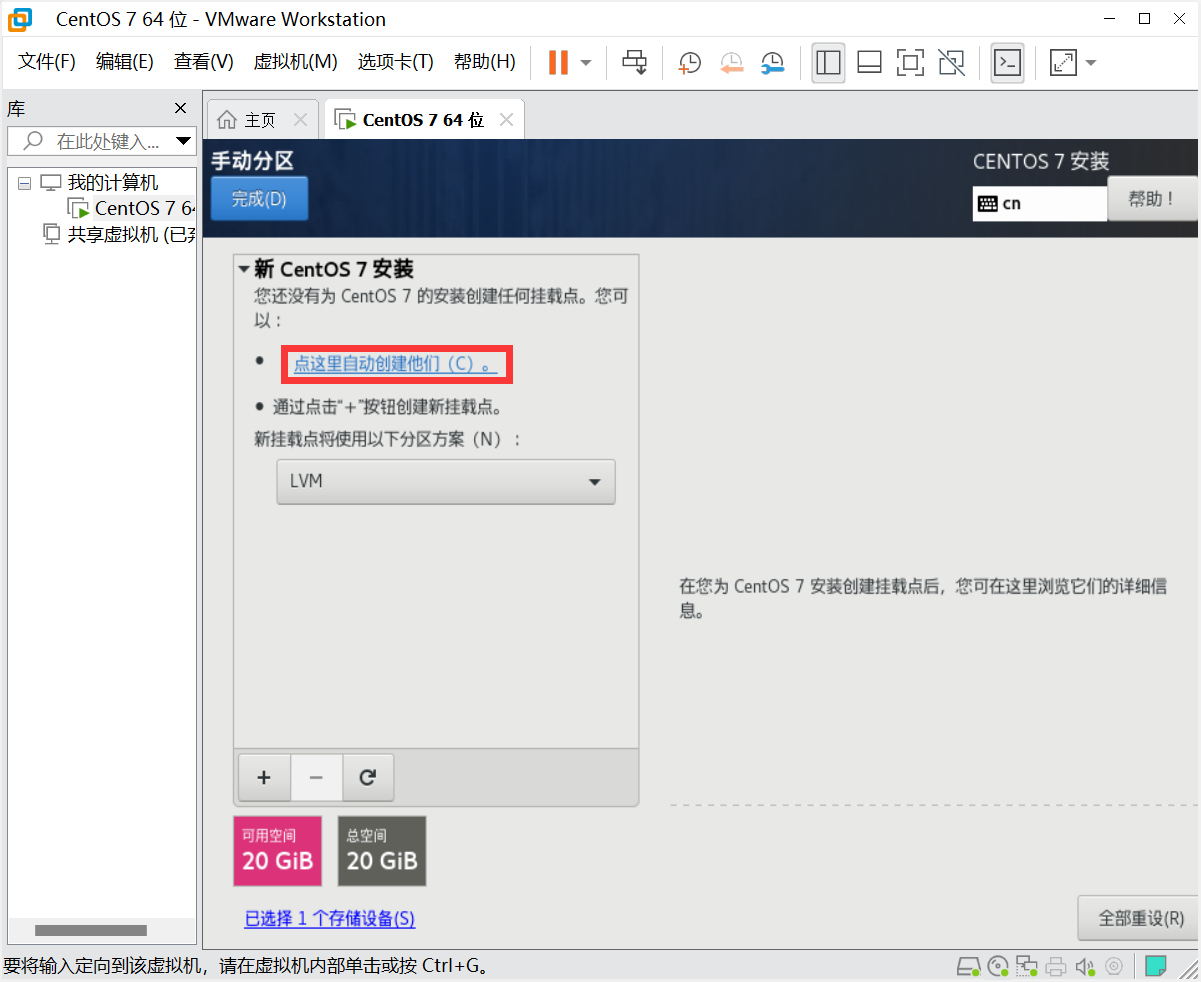 CentOS 7 64 位 - VMware Workstation
文件(F) 编辑(E) 查看(V) 虚拟机(M) 选项卡(T) 帮助(H)
库
在此处键入...
我的计算机
CentOS 7 64
共享虚拟机 (已弃
主页
CentOS 7 64 位
手动分区
完成(D)
CENTOS 7 安装
cn
帮助！
新 CentOS 7 安装
您还没有为 CentOS 7 的安装创建任何挂载点。您可
以：
• 点这里自动创建他们（C）。
• 通过点击“+”按钮创建新挂载点。
新挂载点将使用以下分区方案（N）：
LVM
在您为 CentOS 7 安装创建挂载点后，您可在这里浏览它们的详细信
息。
可用空间
20 GiB
总空间
20 GiB
已选择 1 个存储设备(S)
全部重设(R)
要将输入定向到该虚拟机，请在虚拟机内部单击或按 Ctrl+G。